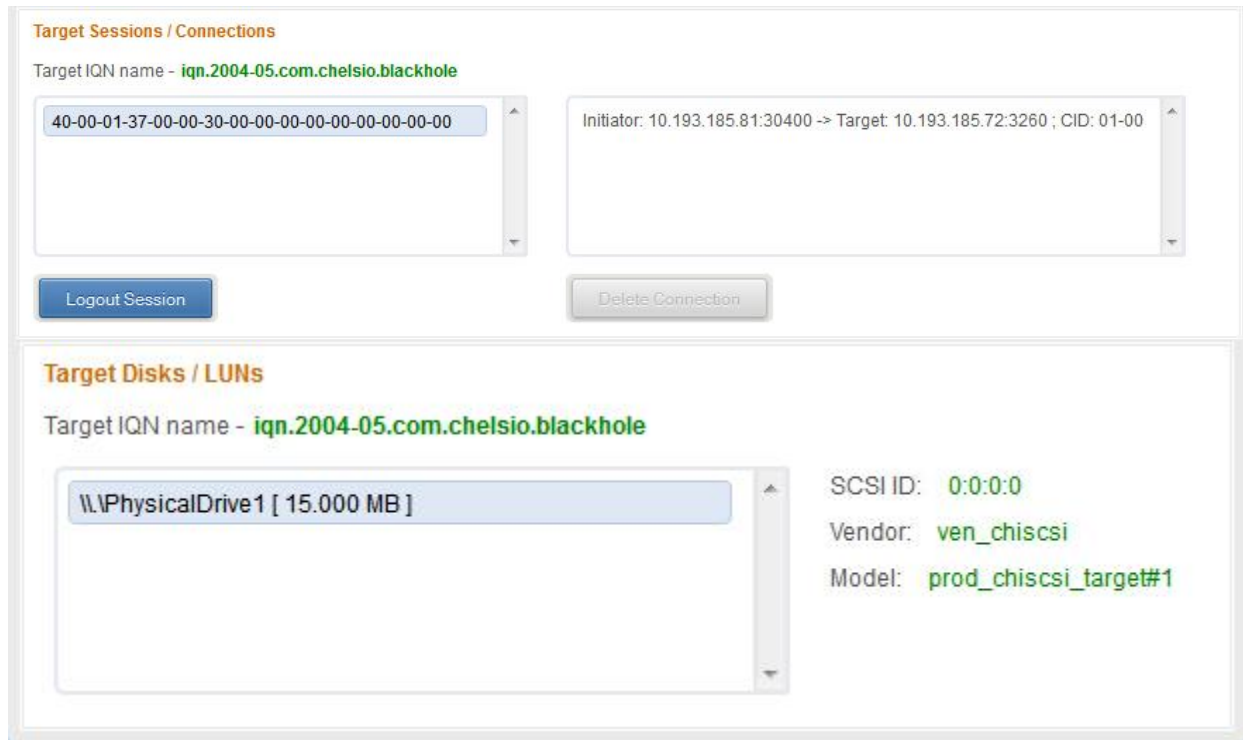 Target Sessions / Connections
Target IQN name - iqn.2004-05.com.chelsio.blackhole
40-00-01-37-00-00-30-00-00-00-00-00-00-00-00-00
Initiator: 10.193.185.81:30400 -> Target: 10.193.185.72:3260 ; CID: 01-00
Logout Session
Delete Connection
Target Disks / LUNs
Target IQN name - iqn.2004-05.com.chelsio.blackhole
\\.\PhysicalDrive1 [ 15.000 MB ]
SCSI ID: 0:0:0:0
Vendor: ven_chiscsi
Model: prod_chiscsi_target#1